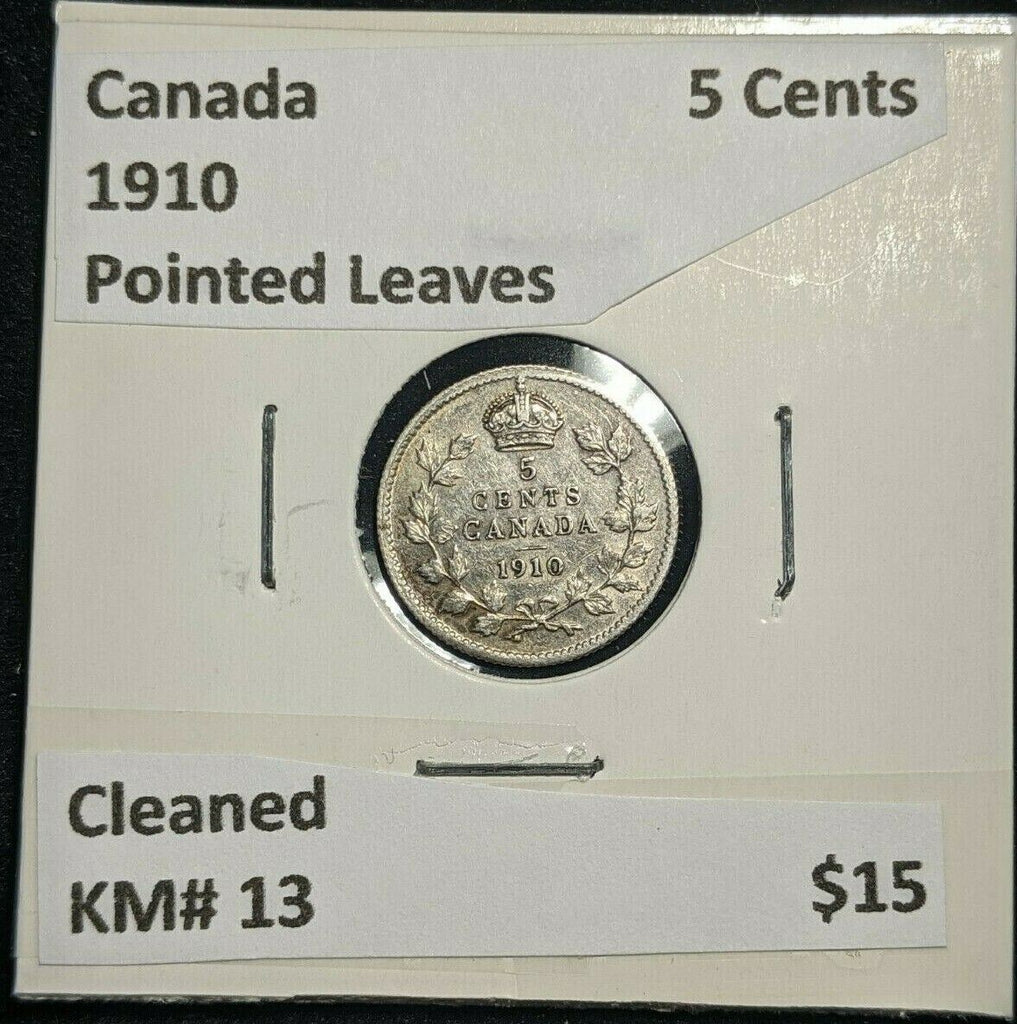 Canada 5 Cents
1910
Pointed Leaves
5
CENTS
CANADA
1910
Cleaned
KM# 13 $15